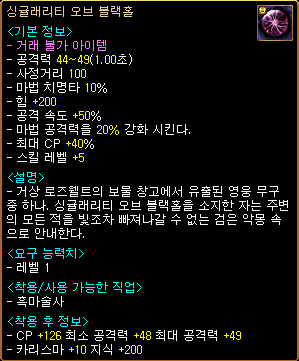 싱귤래리티 오브 블랙홀
<기본 정보>
- 거래 불가 아이템
- 공격력 44~49(1.00초)
- 사정거리 100
- 마법 치명타 10%
- 힘 +200
- 공격 속도 +50%
- 마법 공격력을 20% 강화 시킨다.
- 최대 CP +40%
- 스킬 레벨 +5
<설명>
- 거상 로즈웰트의 보물 창고에서 유출된 영웅 무구
중 하나. 싱귤래리티 오브 블랙홀을 소지한 자는 주변
의 모든 적을 빛조차 빠져나갈 수 없는 검은 악몽 속
으로 안내한다.
<요구 능력치>
- 레벨 1
<착용/사용 가능한 직업>
- 흑마술사
<착용 후 정보>
- CP +126 최소 공격력 +48 최대 공격력 +49
- 카리스마 +10 지식 +200